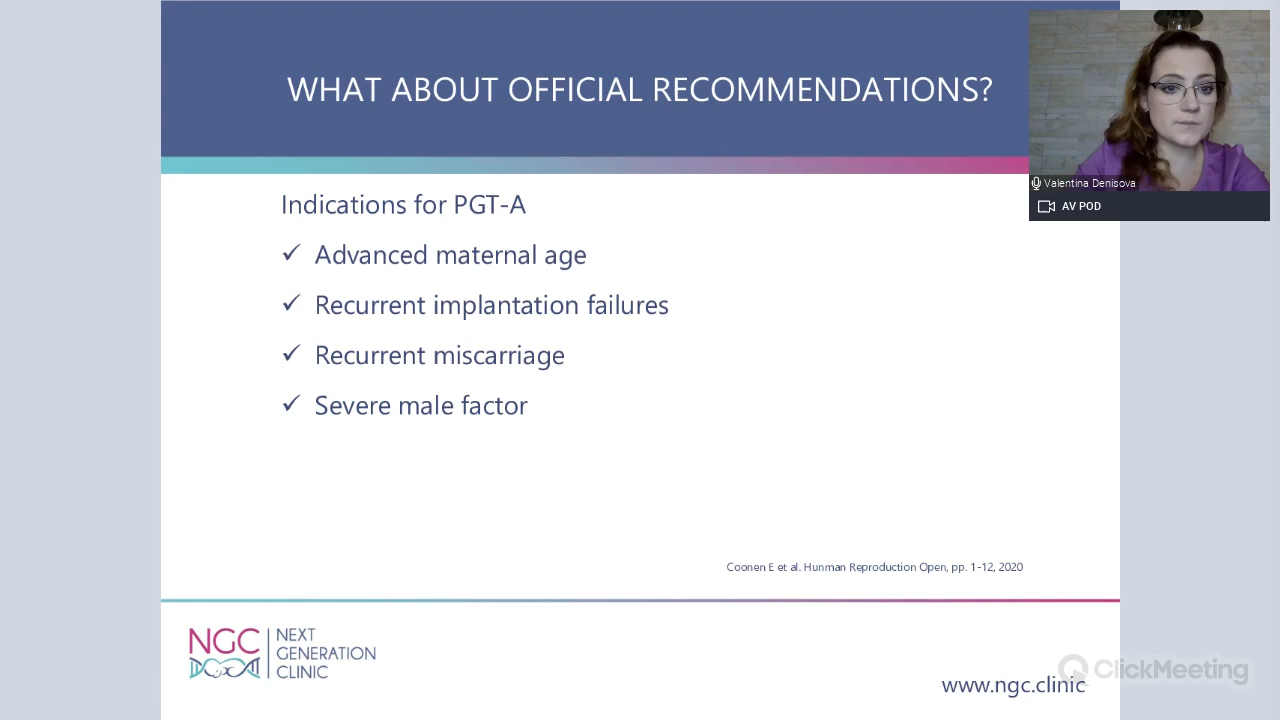 WHAT ABOUT OFFICIAL RECOMMENDATIONS?
Valentina Denisova
AV POD
Indications for PGT-A
✓ Advanced maternal age
✓ Recurrent implantation failures
✓ Recurrent miscarriage
✓ Severe male factor
Coonen E et al. Hunman Reproduction Open, pp. 1-12, 2020
NGC
NEXT
GENERATION
CLINIC
ClickMeeting
www.ngc.clinic